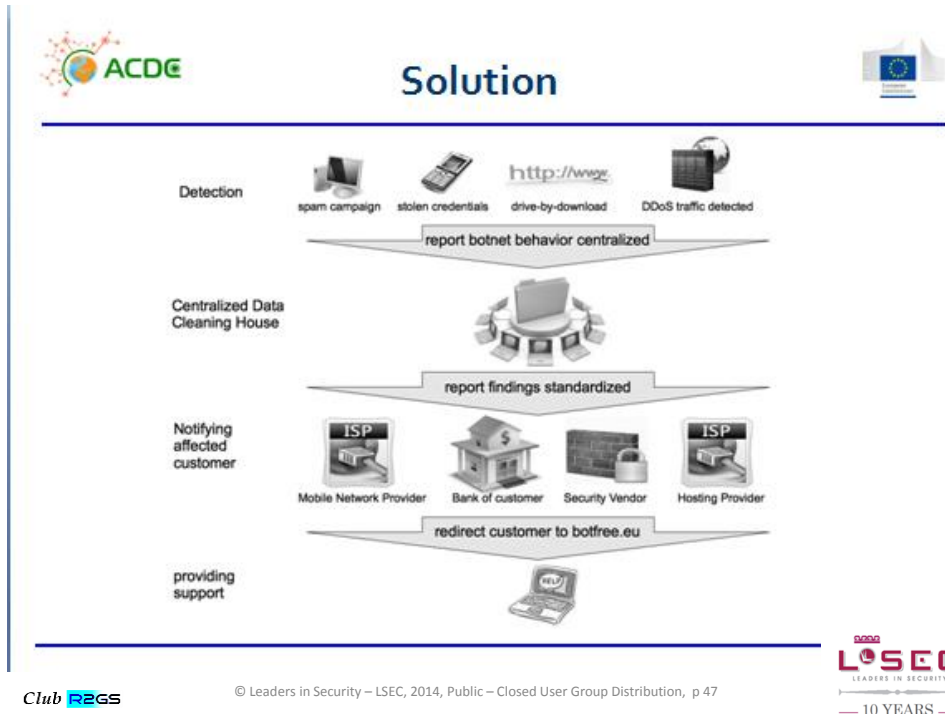 ACDC
Solution
European
Commission
Detection
http://www.
spam campaign
stolen credentials
drive-by-download
DDoS traffic detected
report botnet behavior centralized
Centralized Data
Cleaning House
report findings standardized
Notifying
affected
customer
ISP
$
ISP
Mobile Network Provider
Bank of customer
Security Vendor
Hosting Provider
redirect customer to botfree.eu
providing
support
HELP
LSEC
LEADERS IN SECURITY
10 YEARS
Club R2GS
© Leaders in Security – LSEC, 2014, Public – Closed User Group Distribution, p 47